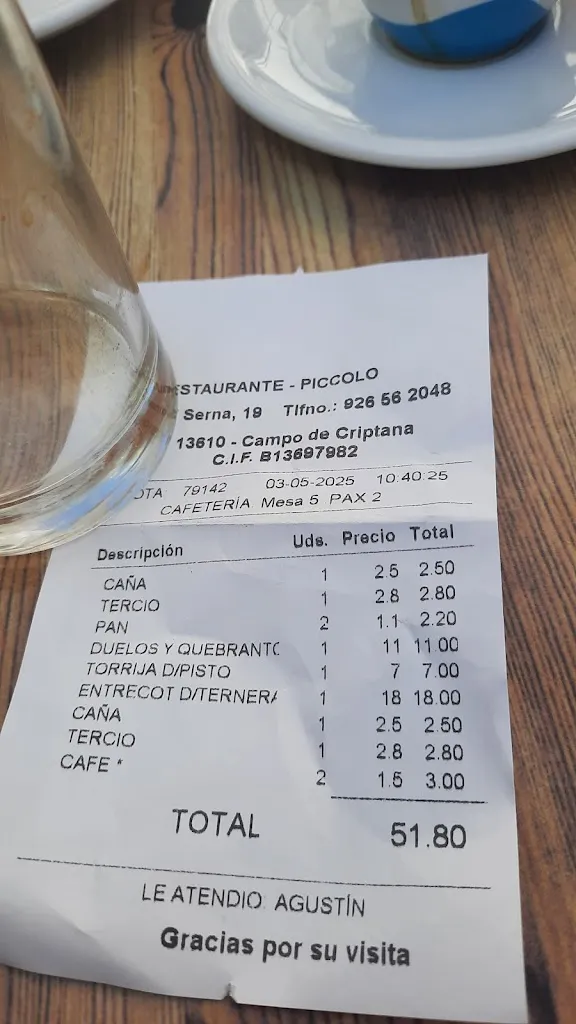 RESTAURANTE - PICCOLO
Serna, 19 Tlfno.: 926 56 2048
13610 - Campo de Criptana
C.I.F. B13697982
79142 03-05-2025 10:40:25
CAFETERÍA Mesa 5 PAX 2
Descripción Uds. Precio Total
CAÑA 1 2.5 2.50
TERCIO 1 2.8 2.80
PAN 2 1.1 2.20
DUELOS Y QUEBRANTO 1 11 11.00
TORRIJA D/PISTO 1 7 7.00
ENTRECOT D/TERNERA 1 18 18.00
CAÑA 1 2.5 2.50
TERCIO 1 2.8 2.80
CAFE * 2 1.5 3.00
TOTAL 51.80
LE ATENDIO: AGUSTÍN
Gracias por su visita